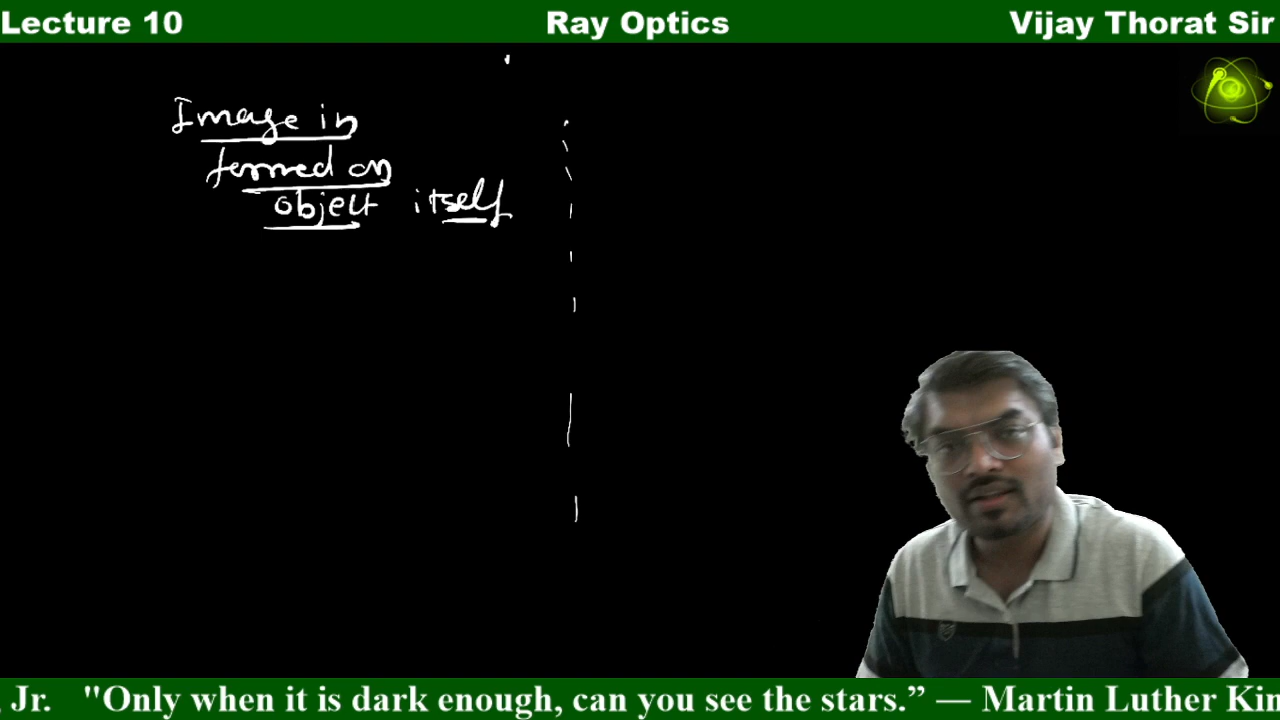 Lecture 10 Ray Optics Vijay Thorat Sir
Image in
formed on
object itself
Jr. "Only when it is dark enough, can you see the stars.” — Martin Luther Kin